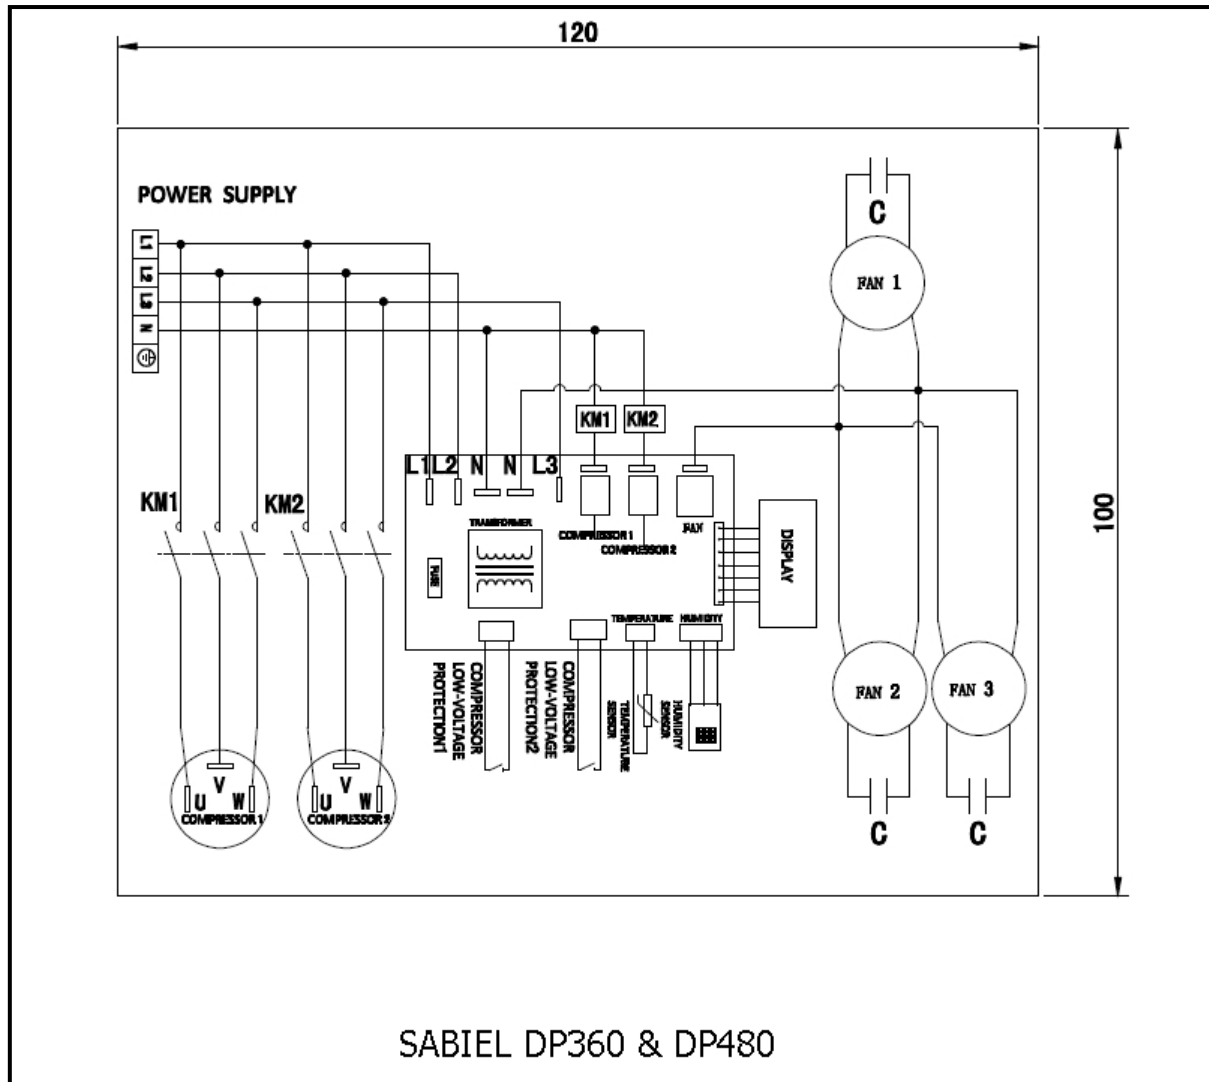 120
POWER SUPPLY
L1
L2
L3
N
C
FAN 1
KM1
KM2
L1
L2
N
N
L3
100
KM1
KM2
TRANSFORMER
COMPRESSOR 1
COMPRESSOR 2
FAN
DISPLAY
FUSE
TEMPERATURE
HUMIDITY
COMPRESSOR
LOW-VOLTAGE
PROTECTION1
COMPRESSOR
LOW-VOLTAGE
PROTECTION2
TEMPERATURE
SENSOR
HUMIDITY
SENSOR
FAN 2
FAN 3
U
V
W
COMPRESSOR 1
U
V
W
COMPRESSOR 2
C
C
SABIEL DP360 & DP480